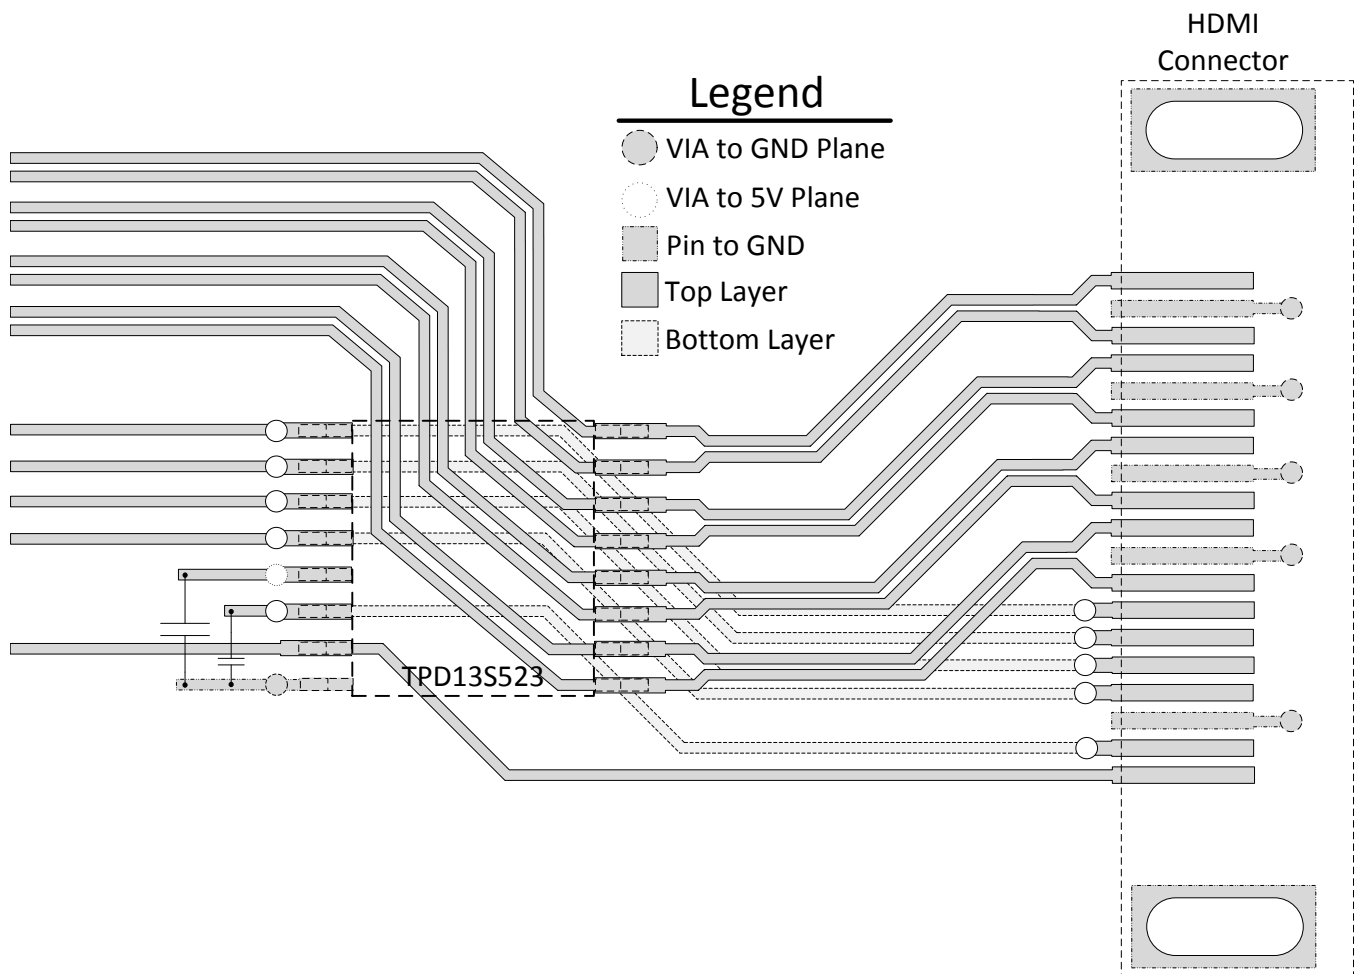 HDMI
Connector
Legend
VIA to GND Plane
VIA to 5V Plane
Pin to GND
Top Layer
Bottom Layer
TPD13S523